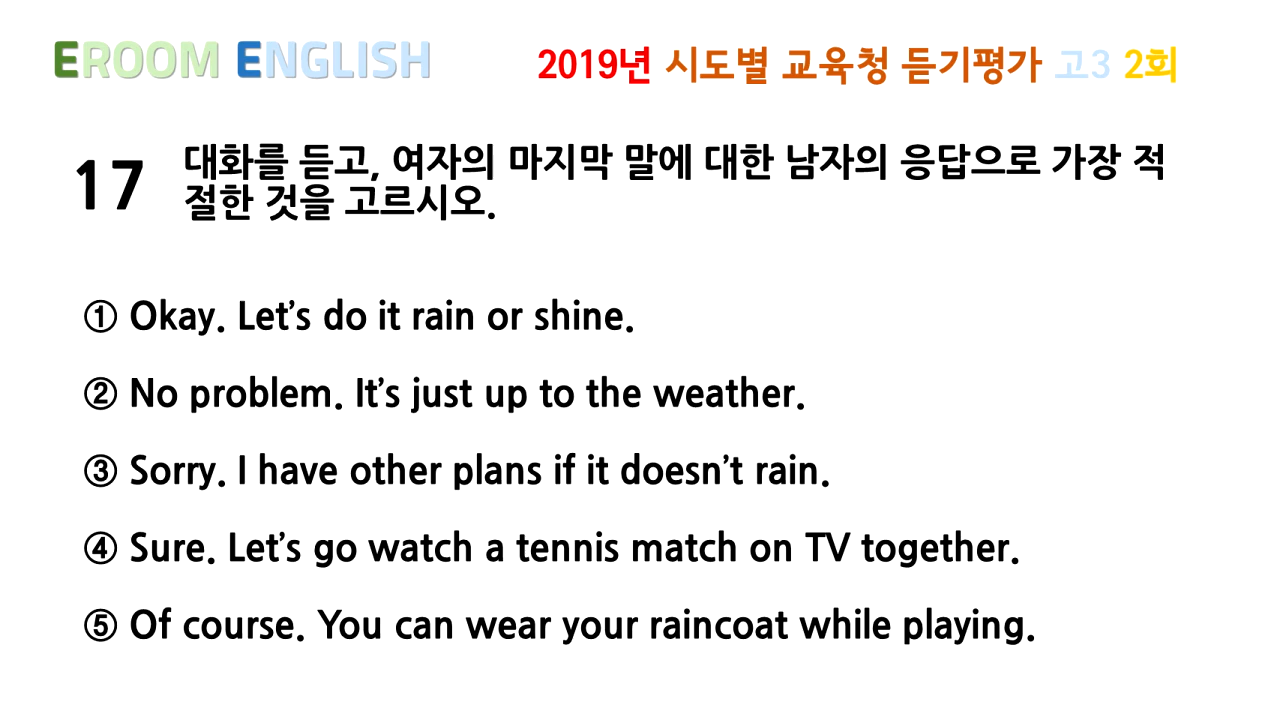 EROOM ENGLISH
2019년 시도별 교육청 듣기평가 고3 2회
17
대화를 듣고, 여자의 마지막 말에 대한 남자의 응답으로 가장 적
절한 것을 고르시오.
① Okay. Let’s do it rain or shine.
② No problem. It’s just up to the weather.
③ Sorry. I have other plans if it doesn’t rain.
④ Sure. Let’s go watch a tennis match on TV together.
⑤ Of course. You can wear your raincoat while playing.